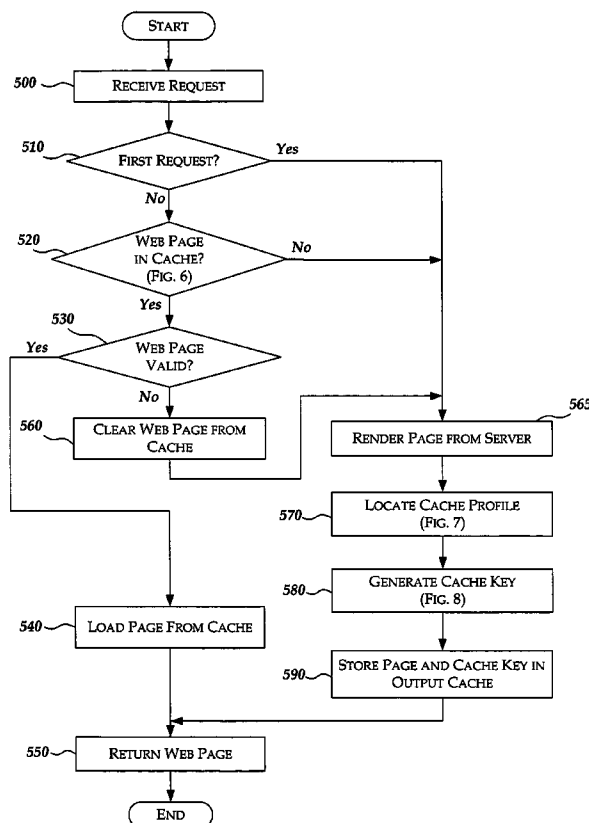 START
500
RECEIVE REQUEST
510
FIRST REQUEST?
Yes
No
520
WEB PAGE
IN CACHE?
(FIG. 6)
No
Yes
530
Yes
WEB PAGE
VALID?
No
560
CLEAR WEB PAGE FROM
CACHE
565
RENDER PAGE FROM SERVER
570
LOCATE CACHE PROFILE
(FIG. 7)
580
GENERATE CACHE KEY
(FIG. 8)
540
LOAD PAGE FROM CACHE
590
STORE PAGE AND CACHE KEY IN
OUTPUT CACHE
550
RETURN WEB PAGE
END